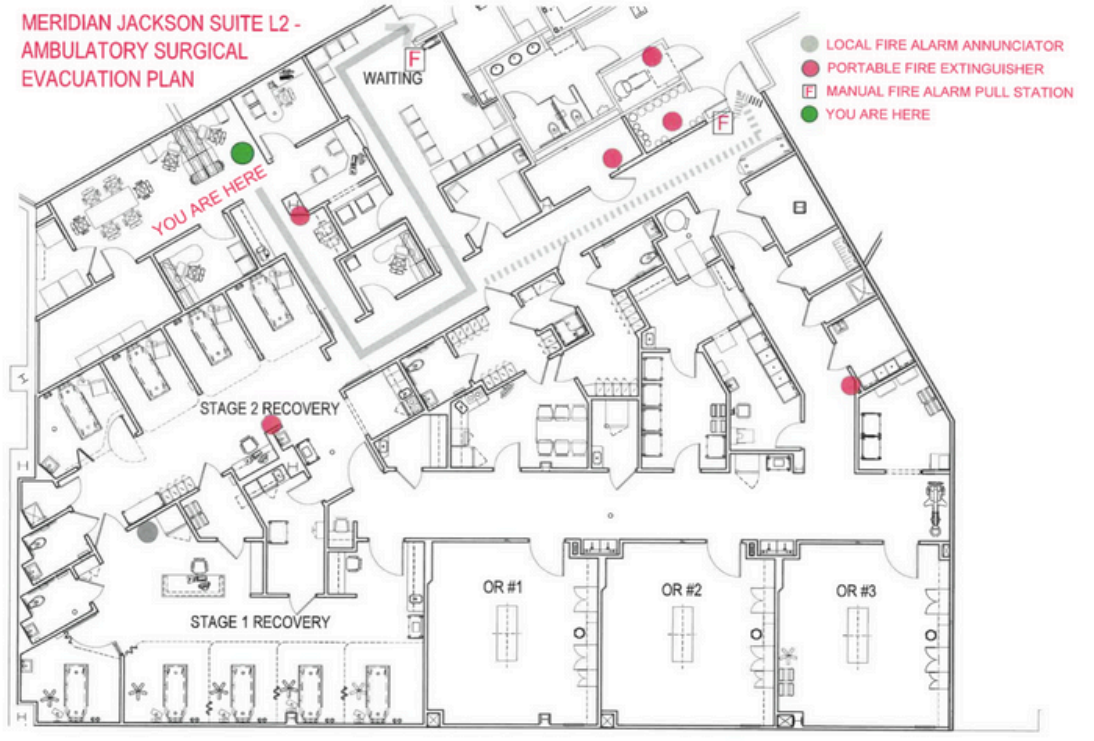 MERIDIAN JACKSON SUITE L2 -
AMBULATORY SURGICAL
EVACUATION PLAN
LOCAL FIRE ALARM ANNUNCIATOR
PORTABLE FIRE EXTINGUISHER
F MANUAL FIRE ALARM PULL STATION
YOU ARE HERE
F
WAITING
F
YOU ARE HERE
STAGE 2 RECOVERY
OR #1
OR #2
OR #3
STAGE 1 RECOVERY